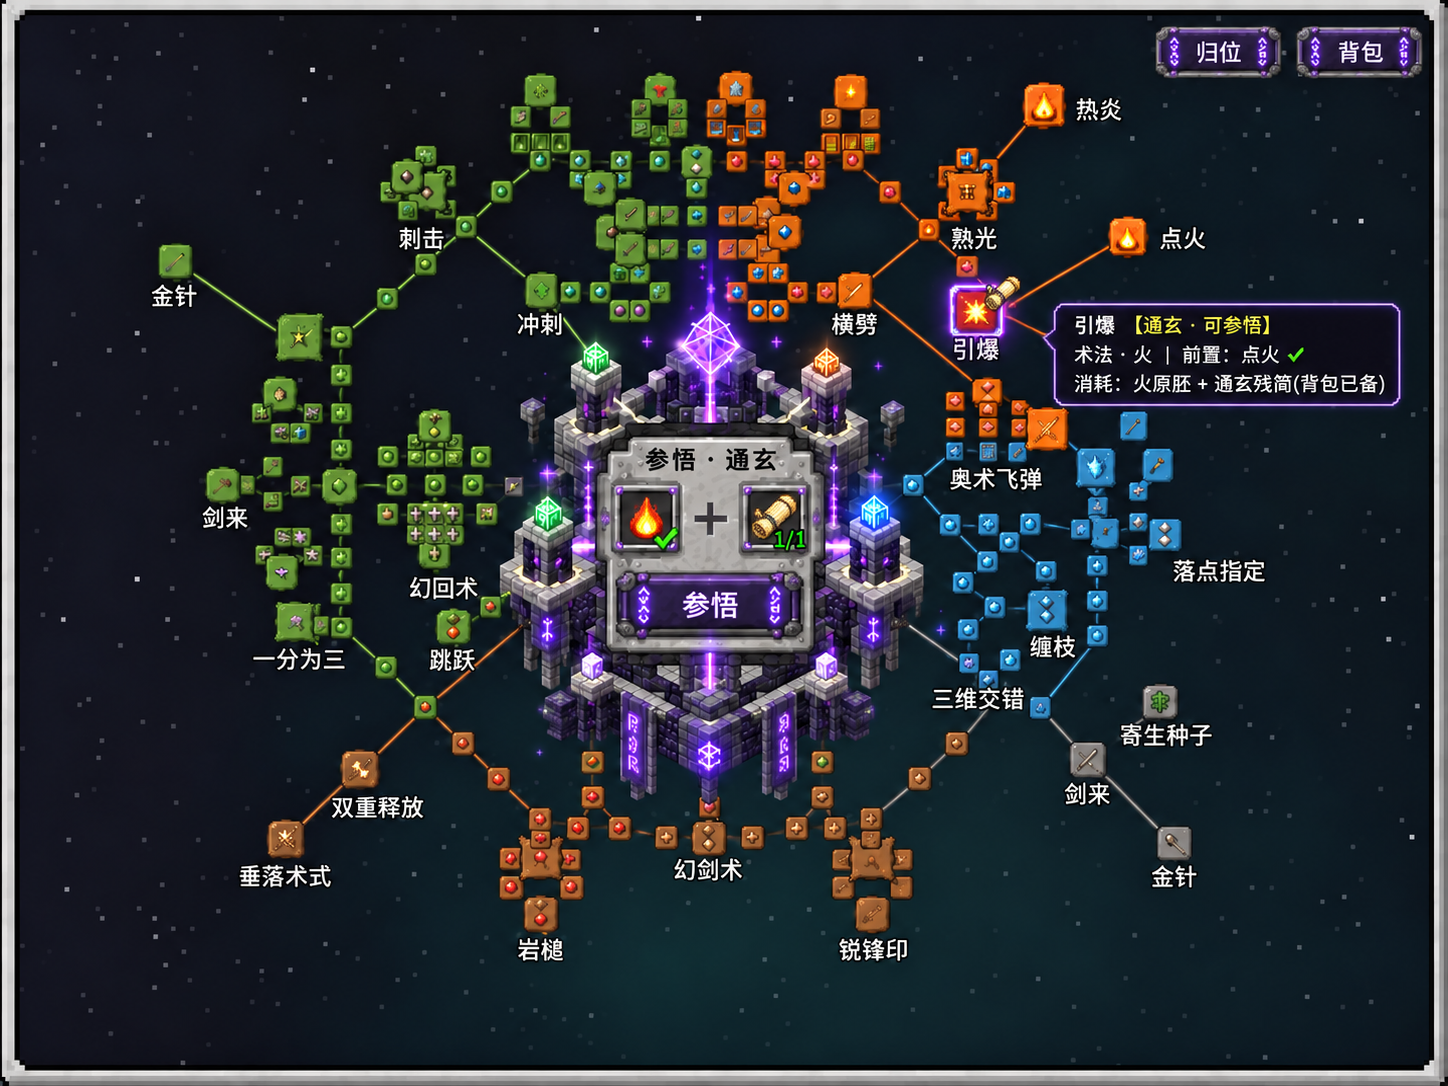 归位
背包
热炎
刺击
熟光
点火
金针
冲刺
横劈
引爆
引爆 【通玄 · 可参悟】
术法 · 火 | 前置：点火
消耗：火原胚 + 通玄残简(背包已备)
参悟 · 通玄
奥术飞弹
剑来
1/1
落点指定
幻回术
参悟
一分为三
跳跃
缠枝
三维交错
寄生种子
剑来
双重释放
垂落术式
幻剑术
金针
岩槌
锐锋印